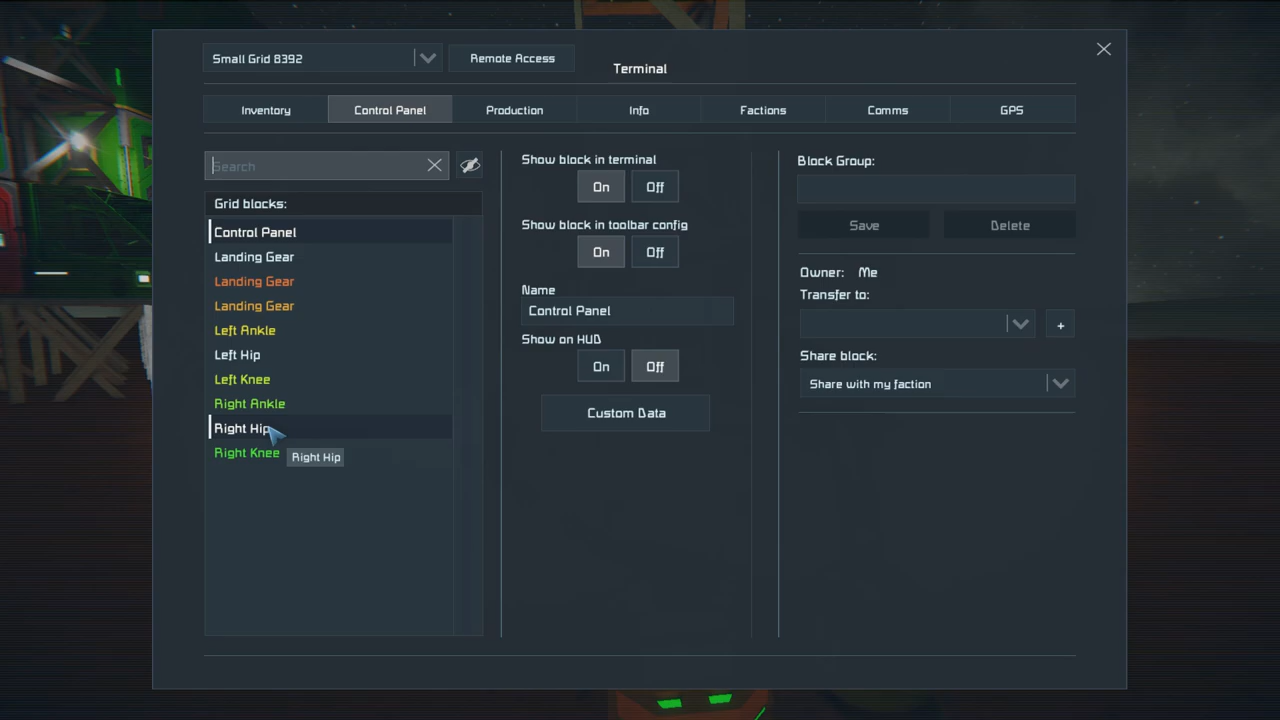 Small Grid 8392
Remote Access
Terminal
Inventory
Control Panel
Production
Info
Factions
Comms
GPS
Search
Grid blocks:
Control Panel
Landing Gear
Landing Gear
Landing Gear
Left Ankle
Left Hip
Left Knee
Right Ankle
Right Hip
Right Knee
Right Hip
Show block in terminal
On Off
Show block in toolbar config
On Off
Name
Control Panel
Show on HUD
On Off
Custom Data
Block Group:
Save Delete
Owner: Me
Transfer to:
+
Share block:
Share with my faction